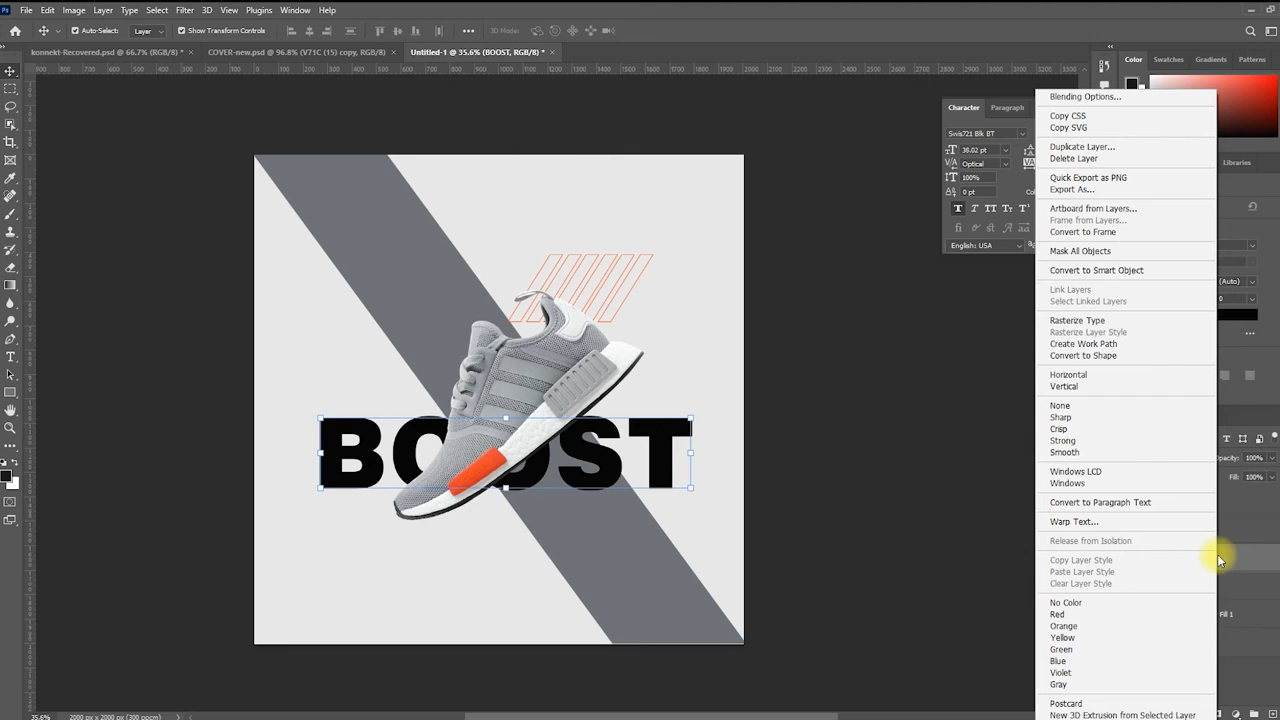 Ps File Edit Image Layer Type Select Filter 3D View Plugins Window Help
Auto-Select: Layer Show Transform Controls 3D Mode:
konnekt-Recovered.psd @ 66.7% (RGB/8) * COVER-new.psd @ 96.8% (V71C (15) copy, RGB/8) Untitled-1 @ 35.6% (BOOST, RGB/8) *
Color Swatches Gradients Patterns
Character Paragraph
Swis721 Blk BT
38.02 pt
Optical
100%
0 pt
English: USA
Blending Options...
Copy CSS
Copy SVG
Duplicate Layer...
Delete Layer
Quick Export as PNG
Export As...
Artboard from Layers...
Frame from Layers...
Convert to Frame
Mask All Objects
Convert to Smart Object
Link Layers
Select Linked Layers
Rasterize Type
Rasterize Layer Style
Create Work Path
Convert to Shape
Horizontal
Vertical
None
Sharp
Crisp
Strong
Smooth
Windows LCD
Windows
Convert to Paragraph Text
Warp Text...
Release from Isolation
Copy Layer Style
Paste Layer Style
Clear Layer Style
No Color
Red
Orange
Yellow
Green
Blue
Violet
Gray
Postcard
New 3D Extrusion from Selected Layer
Libraries
(Auto)
100%
Fill: 100%
Fill 1
BOOST
35.6% 2000 px x 2000 px (300 ppcm)